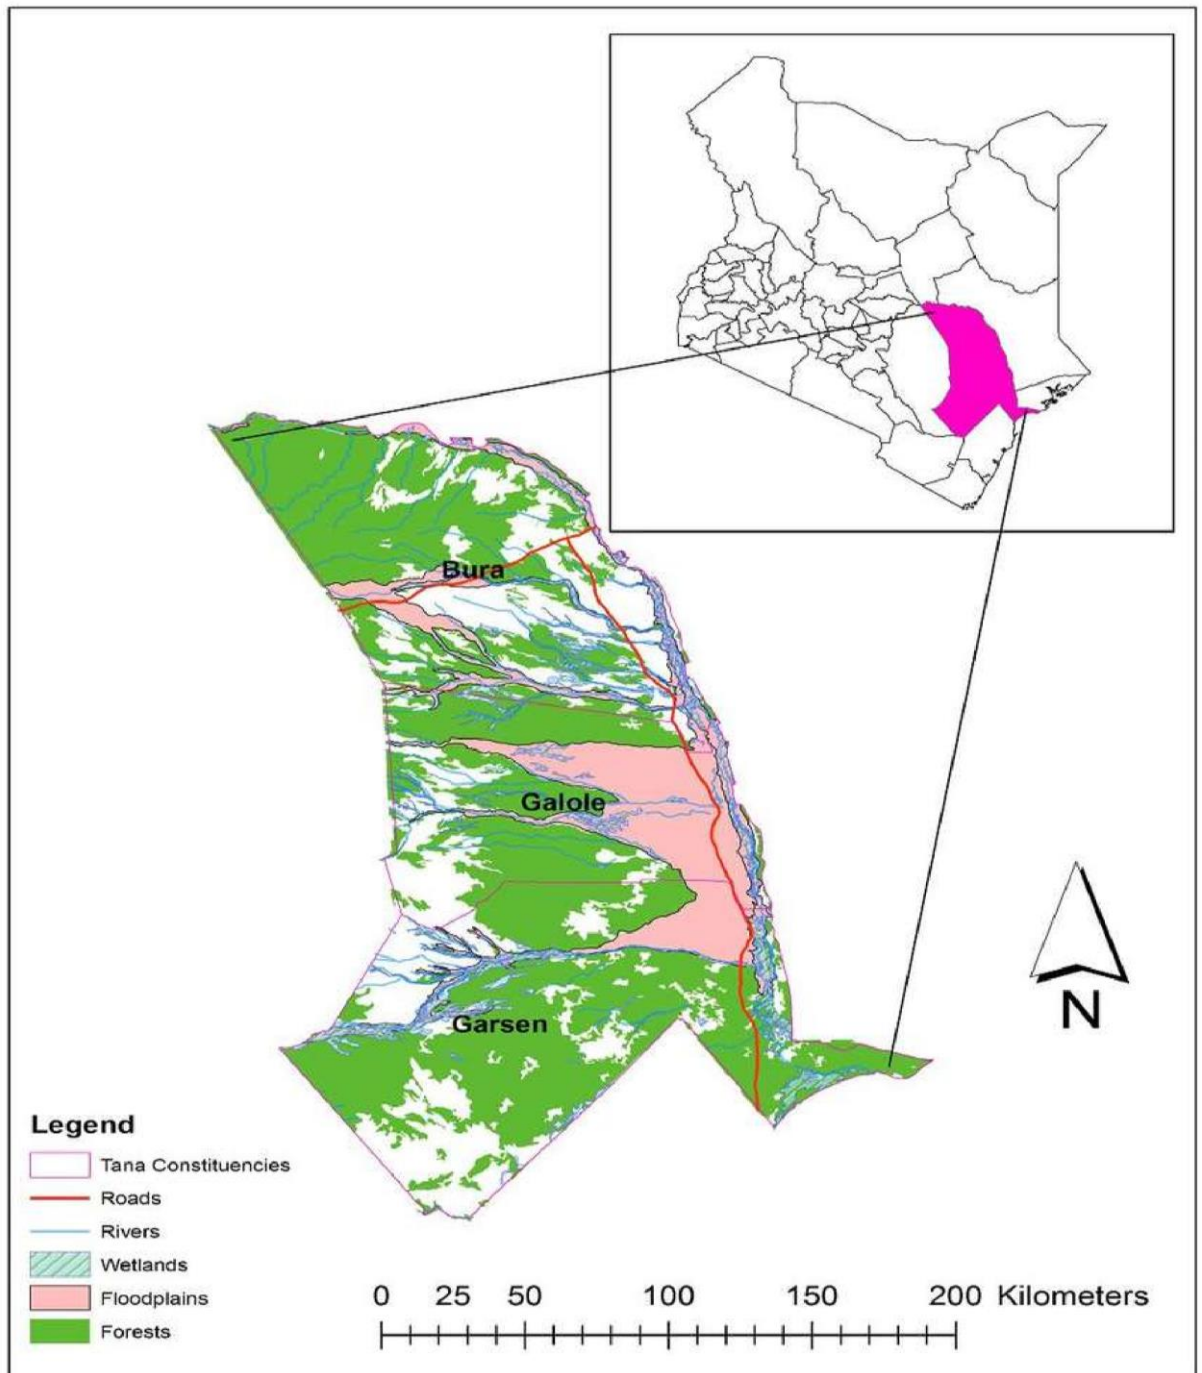 Bura
Galole
Garsen
N
Legend
Tana Constituencies
Roads
Rivers
Wetlands
Floodplains
Forests
0 25 50 100 150 200 Kilometers